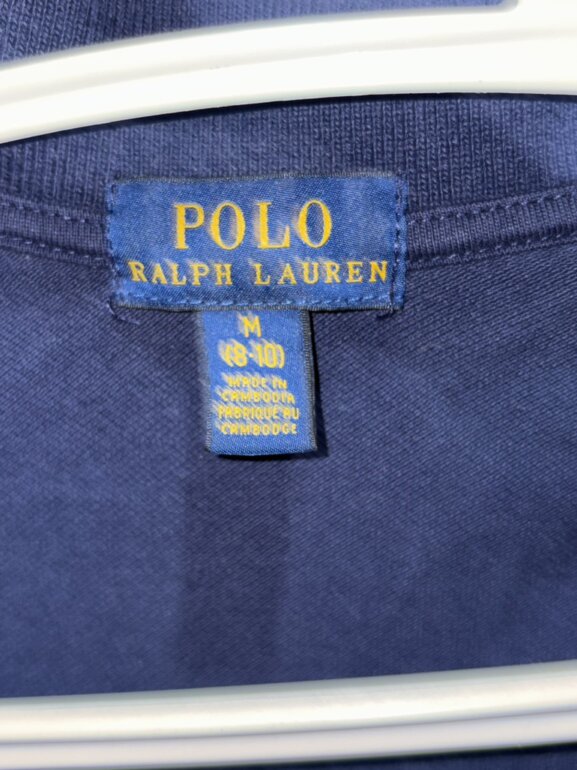 POLO
RALPH LAUREN
M
(8-10)
MADE IN
CAMBODIA
FABRIQUÉ AU
CAMBODGE